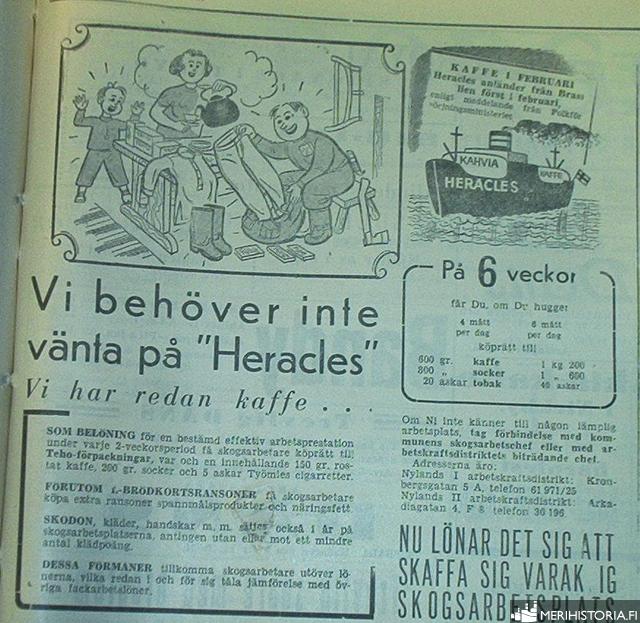 KAFFE I FEBRUARI
Heracles anländer från Bras
lien först i februari,
enligt meddelande från Folkför
sörjningsministeriet
KAHVIA
KAFFE
HERACLES
Vi behöver inte
vänta på "Heracles"
Vi har redan kaffe . . .
SOM BELÖNING för en bestämd effektiv arbetsprestation
under varje 2-veckorsperiod få skogsarbetare köprätt till
Teho-förpackningar, var och en innehållande 150 gr. ros-
tat kaffe, 200 gr. socker och 5 askar Työmies cigarretter.
FÖRUTOM f.-BRÖDKORTSRANSONER få skogsarbetare
köpa extra ransoner spannmålsprodukter och näringsfett.
SKODON, kläder, handskar m. m. säljes också i år på
skogsarbetsplatserna, antingen utan eller mot ett mindre
antal klädpoäng.
DESSA FÖRMÅNER tillkomma skogsarbetare utöver lö-
nerna, vilka redan i och för sig tåla jämförelse med öv-
riga fackarbetslöner.
På 6 veckor
får Du, om Du hugger
4 mått 6 mått
per dag per dag
köprätt till
600 gr. kaffe 1 kg 200
800 „ socker 1 „ 600
20 askar tobak 40 askar
Om Ni inte känner till någon lämplig
arbetsplats, tag förbindelse med kom-
munens skogsarbetschef eller med ar-
betskraftsdistriktets biträdande chef.
Adresserna äro:
Nylands I arbetskraftsdistrikt: Kron-
bergsgatan 5 A, telefon 61 971/25
Nylands II arbetskraftsdistrikt: Arka-
diagatan 4, F 8 telefon 36 196
NU LÖNAR DET SIG ATT
SKAFFA SIG VARAKTIG
SKOGSARBETSPLATS
MERIHISTORIA.FI